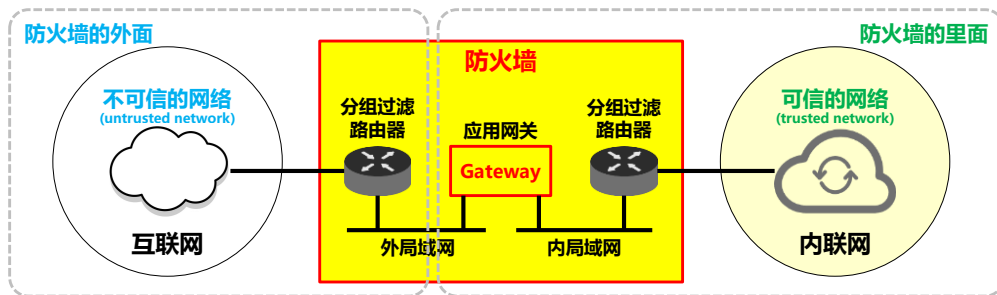 防火墙的外面
防火墙的里面
防火墙
不可信的网络
(untrusted network)
分组过滤
路由器
应用网关
Gateway
分组过滤
路由器
可信的网络
(trusted network)
互联网
外局域网
内局域网
内联网